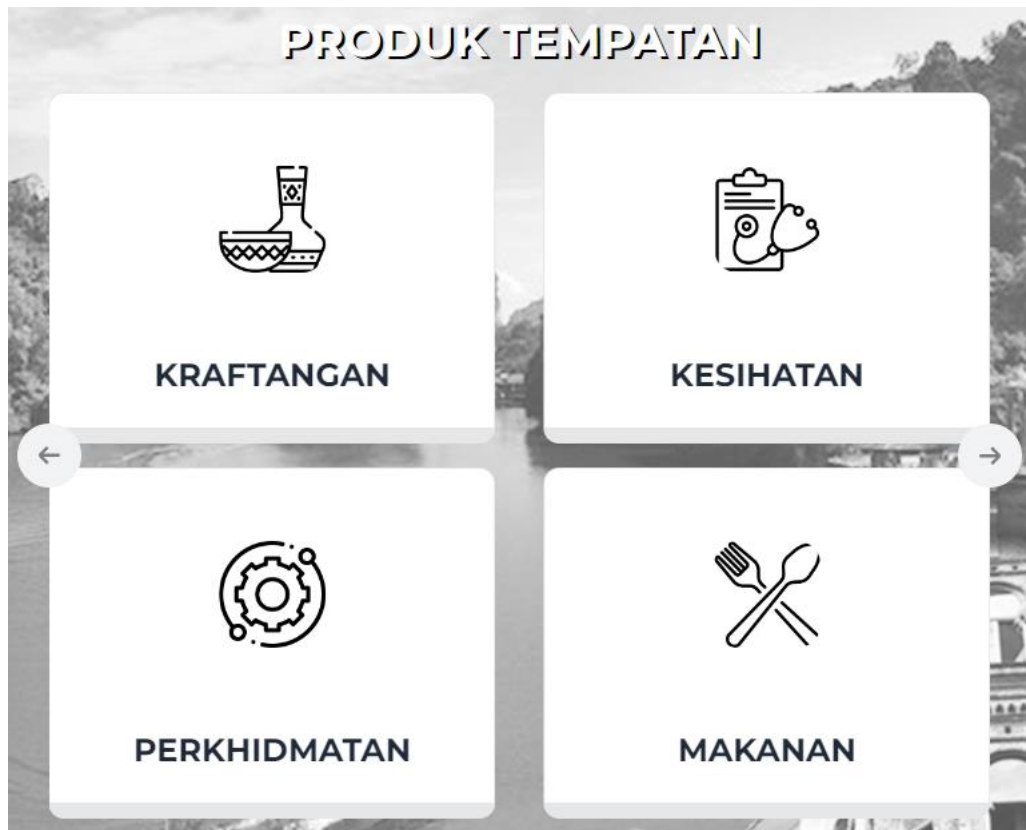 PRODUK TEMPATAN
KRAFTANGAN
KESIHATAN
PERKHIDMATAN
MAKANAN